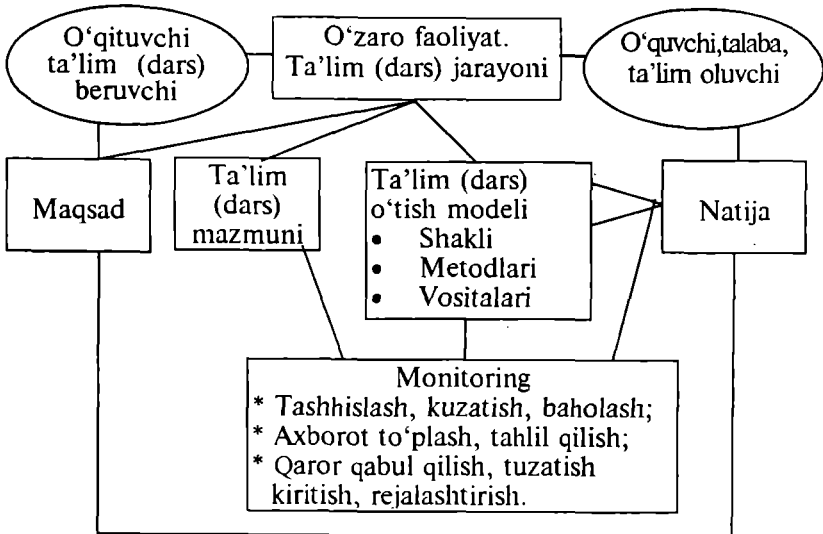 O‘qituvchi
ta’lim (dars)
beruvchi
O‘zaro faoliyat.
Ta’lim (dars) jarayoni
O‘quvchi,talaba,
ta’lim oluvchi
Maqsad
Ta’lim
(dars)
mazmuni
Ta’lim (dars)
o‘tish modeli
• Shakli
• Metodlari
• Vositalari
Natija
Monitoring
* Tashhislash, kuzatish, baholash;
* Axborot to‘plash, tahlil qilish;
* Qaror qabul qilish, tuzatish
kiritish, rejalashtirish.